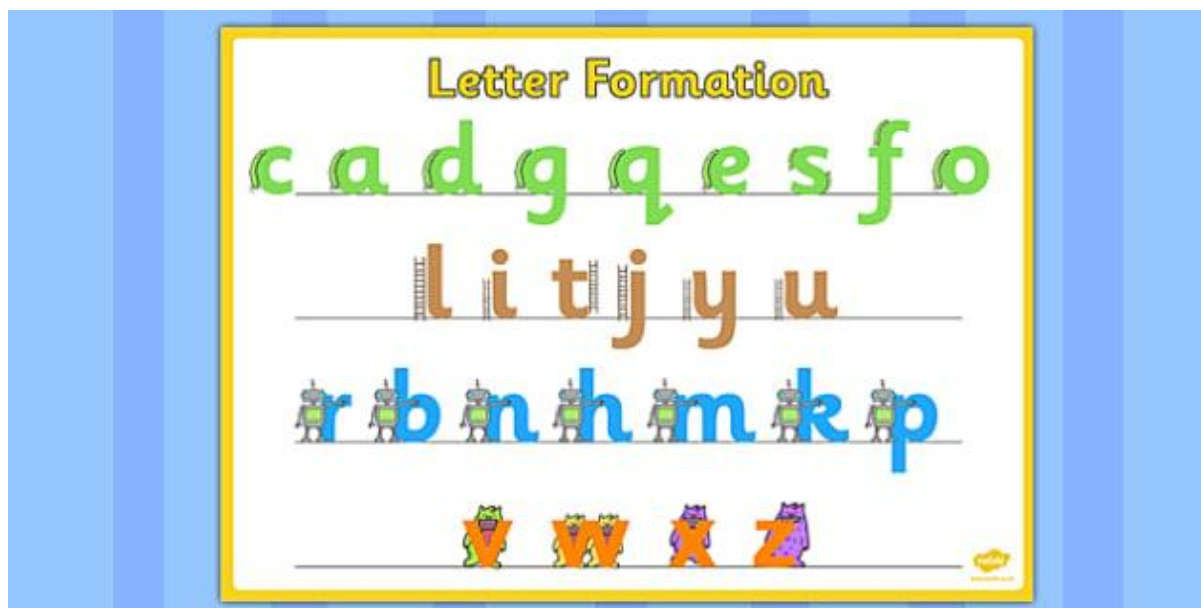 Letter Formation
c a d g q e s f o
l i t j y u
r b n h m k p
v w x z